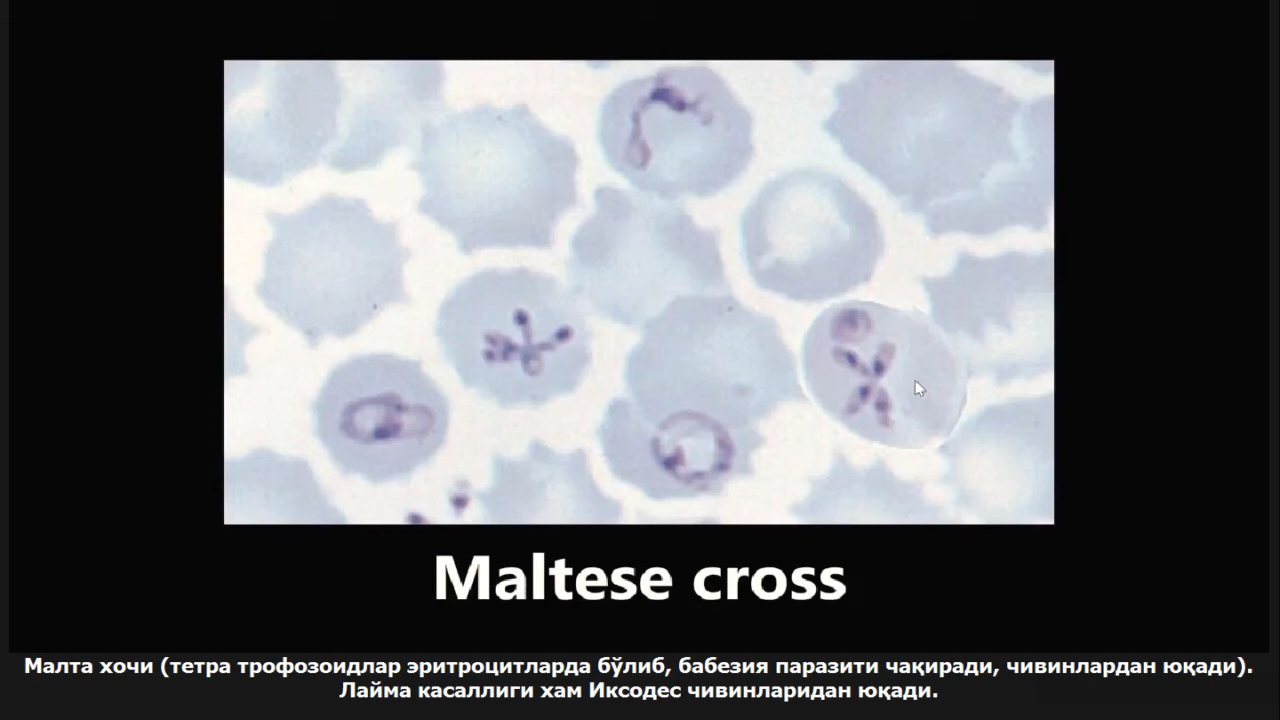 Maltese cross
Малта хочи (тетра трофозоидлар эритроцитларда бўлиб, бабезия паразити чақиради, чивинлардан юқади).
Лайма касаллиги хам Иксодес чивинларидан юқади.